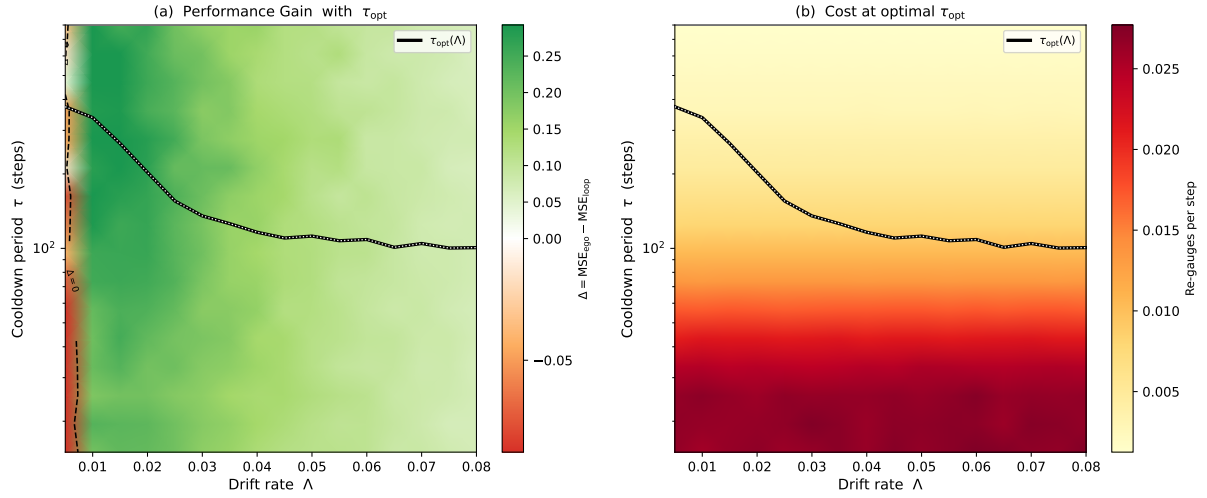 (a) Performance Gain with τopt
τopt(Λ)
Δ=0
Cooldown period τ (steps)
10²
0.01 0.02 0.03 0.04 0.05 0.06 0.07 0.08
Drift rate Λ
0.25
0.20
0.15
0.10
0.05
0.00
−0.05
Δ = MSEego − MSEloop
(b) Cost at optimal τopt
τopt(Λ)
Cooldown period τ (steps)
10²
0.01 0.02 0.03 0.04 0.05 0.06 0.07 0.08
Drift rate Λ
0.025
0.020
0.015
0.010
0.005
Re-gauges per step